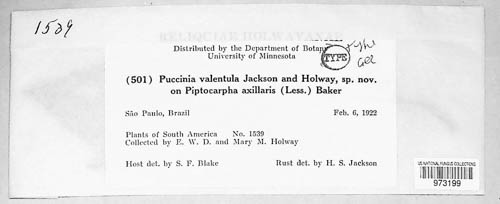 1539
RELIQUIAE HOLWAYANAE
Distributed by the Department of Botany
University of Minnesota
TYPE
(501) Puccinia valentula Jackson and Holway, sp. nov.
on Piptocarpha axillaris (Less.) Baker
São Paulo, Brazil Feb. 6, 1922
Plants of South America No. 1539
Collected by E. W. D. and Mary M. Holway
Host det. by S. F. Blake Rust det. by H. S. Jackson
US NATIONAL FUNGUS COLLECTIONS
973199